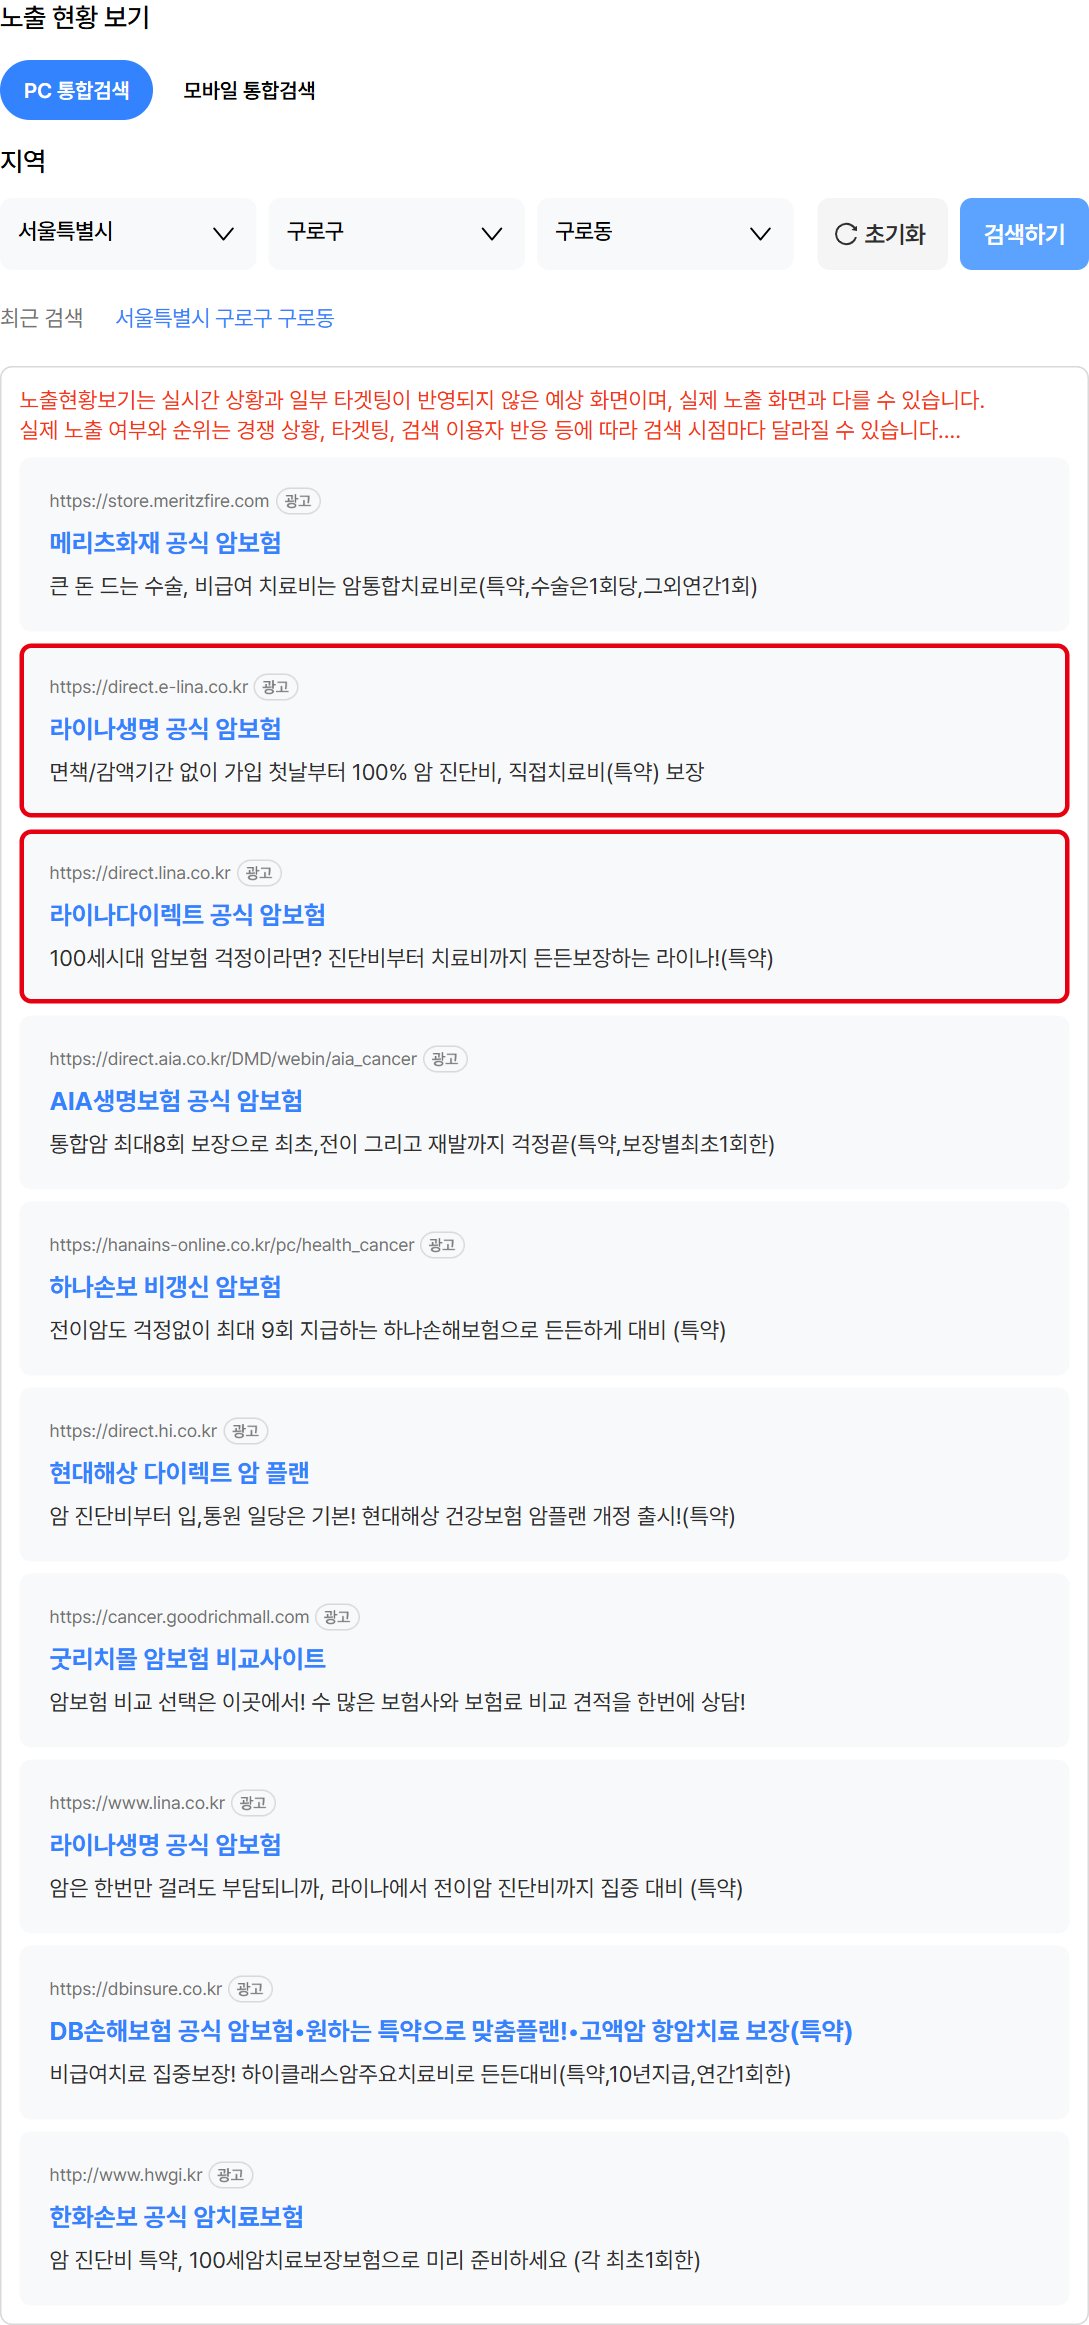 노출 현황 보기
PC 통합검색 모바일 통합검색
지역
서울특별시 구로구 구로동 초기화 검색하기
최근 검색 서울특별시 구로구 구로동
노출현황보기는 실시간 상황과 일부 타겟팅이 반영되지 않은 예상 화면이며, 실제 노출 화면과 다를 수 있습니다.
실제 노출 여부와 순위는 경쟁 상황, 타겟팅, 검색 이용자 반응 등에 따라 검색 시점마다 달라질 수 있습니다....
https://store.meritzfire.com 광고
메리츠화재 공식 암보험
큰 돈 드는 수술, 비급여 치료비는 암통합치료비로(특약,수술은1회당,그외연간1회)
https://direct.e-lina.co.kr 광고
라이나생명 공식 암보험
면책/감액기간 없이 가입 첫날부터 100% 암 진단비, 직접치료비(특약) 보장
https://direct.lina.co.kr 광고
라이나다이렉트 공식 암보험
100세시대 암보험 걱정이라면? 진단비부터 치료비까지 든든보장하는 라이나!(특약)
https://direct.aia.co.kr/DMD/webin/aia_cancer 광고
AIA생명보험 공식 암보험
통합암 최대8회 보장으로 최초,전이 그리고 재발까지 걱정끝(특약,보장별최초1회한)
https://hanains-online.co.kr/pc/health_cancer 광고
하나손보 비갱신 암보험
전이암도 걱정없이 최대 9회 지급하는 하나손해보험으로 든든하게 대비 (특약)
https://direct.hi.co.kr 광고
현대해상 다이렉트 암 플랜
암 진단비부터 입,통원 일당은 기본! 현대해상 건강보험 암플랜 개정 출시!(특약)
https://cancer.goodrichmall.com 광고
굿리치몰 암보험 비교사이트
암보험 비교 선택은 이곳에서! 수 많은 보험사와 보험료 비교 견적을 한번에 상담!
https://www.lina.co.kr 광고
라이나생명 공식 암보험
암은 한번만 걸려도 부담되니까, 라이나에서 전이암 진단비까지 집중 대비 (특약)
https://dbinsure.co.kr 광고
DB손해보험 공식 암보험•원하는 특약으로 맞춤플랜!•고액암 항암치료 보장(특약)
비급여치료 집중보장! 하이클래스암주요치료비로 든든대비(특약,10년지급,연간1회한)
http://www.hwgi.kr 광고
한화손보 공식 암치료보험
암 진단비 특약, 100세암치료보장보험으로 미리 준비하세요 (각 최초1회한)